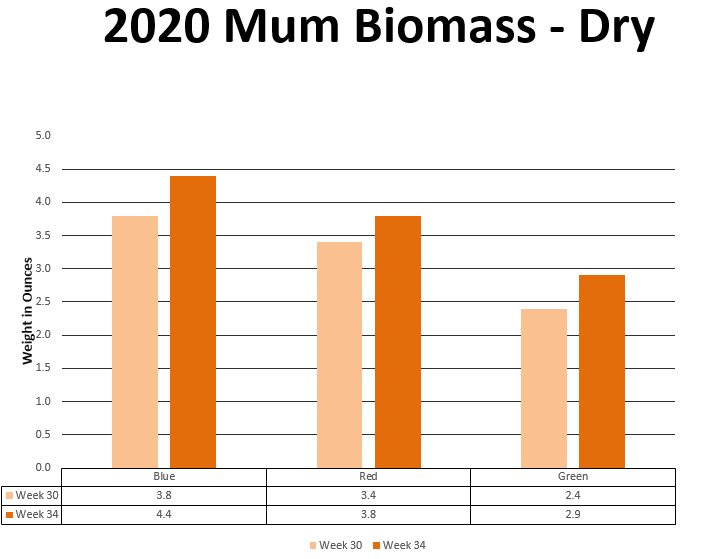 2020 Mum Biomass - Dry
Weight in Ounces
5.0
4.5
4.0
3.5
3.0
2.5
2.0
1.5
1.0
0.5
0.0
Blue Red Green
Week 30 3.8 3.4 2.4
Week 34 4.4 3.8 2.9
Week 30 Week 34